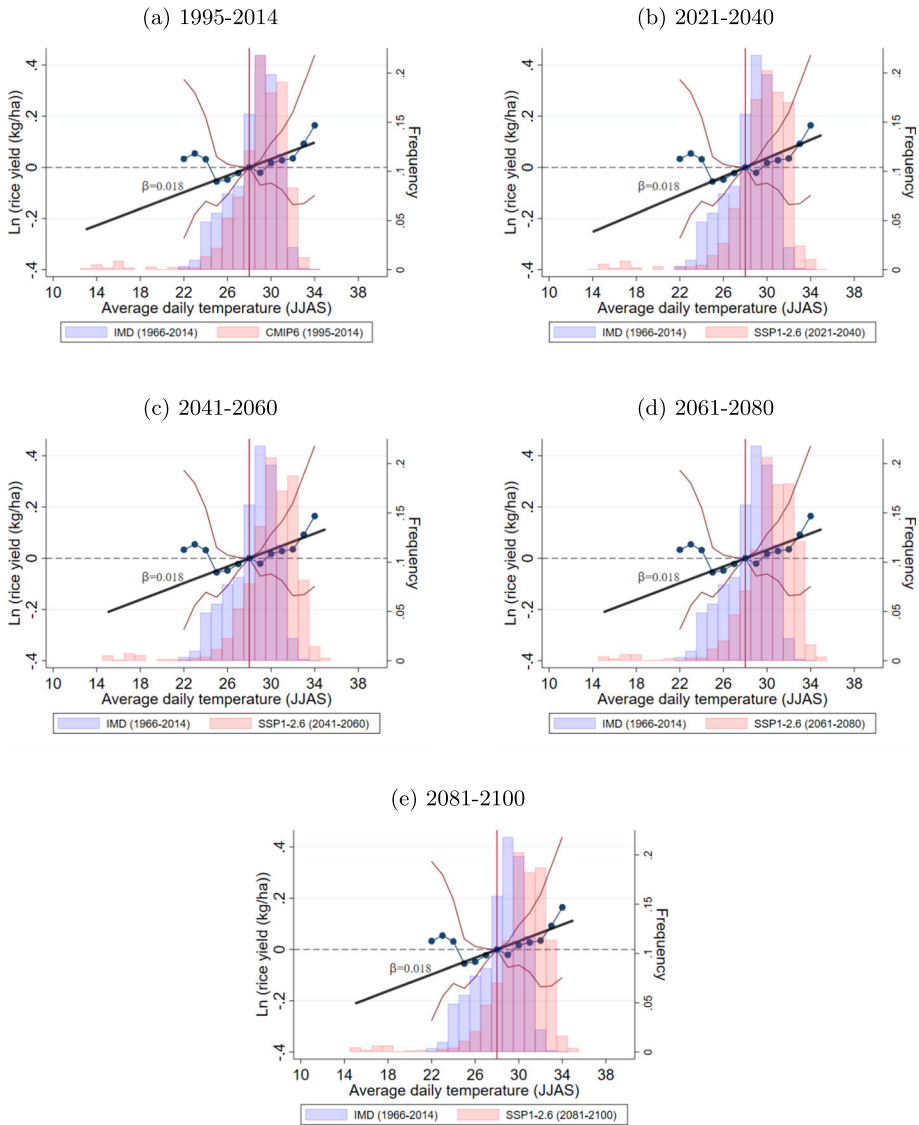 (a) 1995-2014
Ln (rice yield (kg/ha))
.4
.2
0
-.2
-.4
β=0.018
.2
.15
.1
.05
0
Frequency
10 14 18 22 26 30 34 38
Average daily temperature (JJAS)
IMD (1966-2014) CMIP6 (1995-2014)
(b) 2021-2040
Ln (rice yield (kg/ha))
.4
.2
0
-.2
-.4
β=0.018
.2
.15
.1
.05
0
Frequency
10 14 18 22 26 30 34 38
Average daily temperature (JJAS)
IMD (1966-2014) SSP1-2.6 (2021-2040)
(c) 2041-2060
Ln (rice yield (kg/ha))
.4
.2
0
-.2
-.4
β=0.018
.2
.15
.1
.05
0
Frequency
10 14 18 22 26 30 34 38
Average daily temperature (JJAS)
IMD (1966-2014) SSP1-2.6 (2041-2060)
(d) 2061-2080
Ln (rice yield (kg/ha))
.4
.2
0
-.2
-.4
β=0.018
.2
.15
.1
.05
0
Frequency
10 14 18 22 26 30 34 38
Average daily temperature (JJAS)
IMD (1966-2014) SSP1-2.6 (2061-2080)
(e) 2081-2100
Ln (rice yield (kg/ha))
.4
.2
0
-.2
-.4
β=0.018
.2
.15
.1
.05
0
Frequency
10 14 18 22 26 30 34 38
Average daily temperature (JJAS)
IMD (1966-2014) SSP1-2.6 (2081-2100)